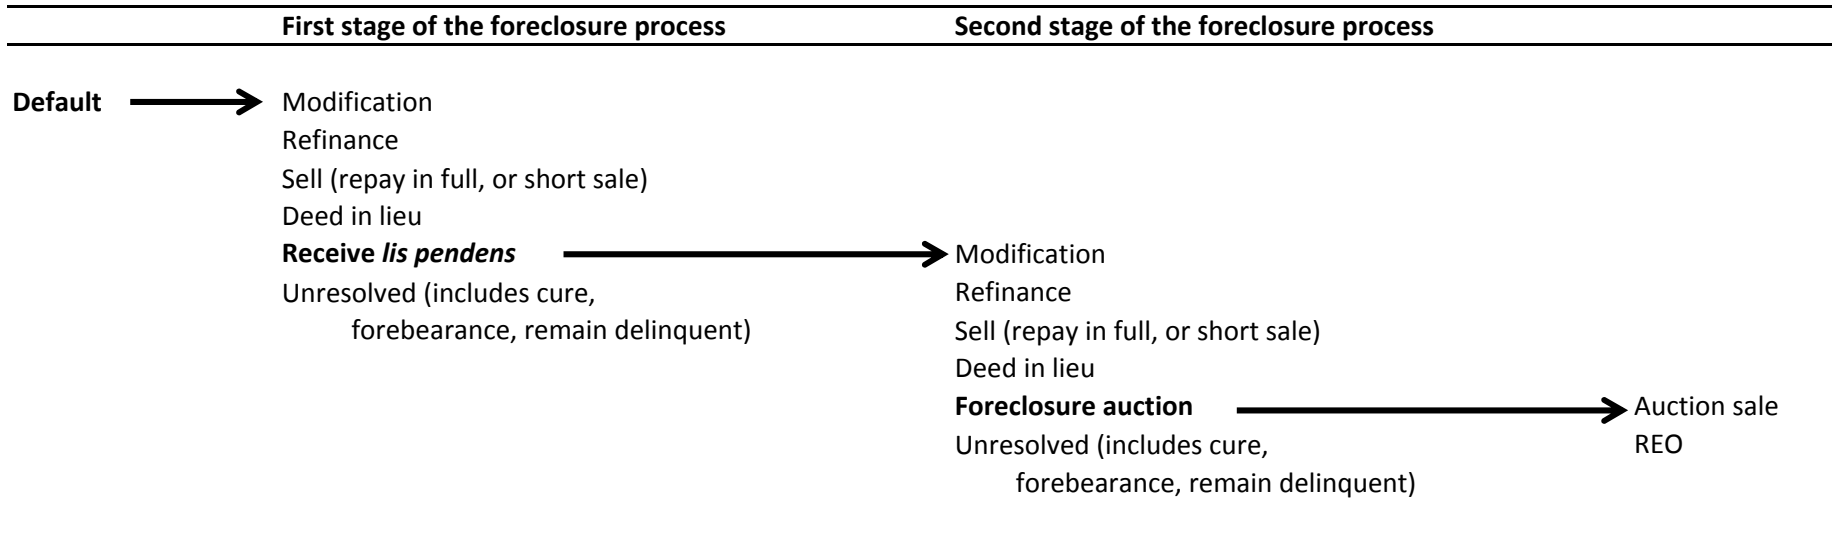 First stage of the foreclosure process
Second stage of the foreclosure process
Default
Modification
Refinance
Sell (repay in full, or short sale)
Deed in lieu
Receive lis pendens
Unresolved (includes cure,
forebearance, remain delinquent)
Modification
Refinance
Sell (repay in full, or short sale)
Deed in lieu
Foreclosure auction
Unresolved (includes cure,
forebearance, remain delinquent)
Auction sale
REO